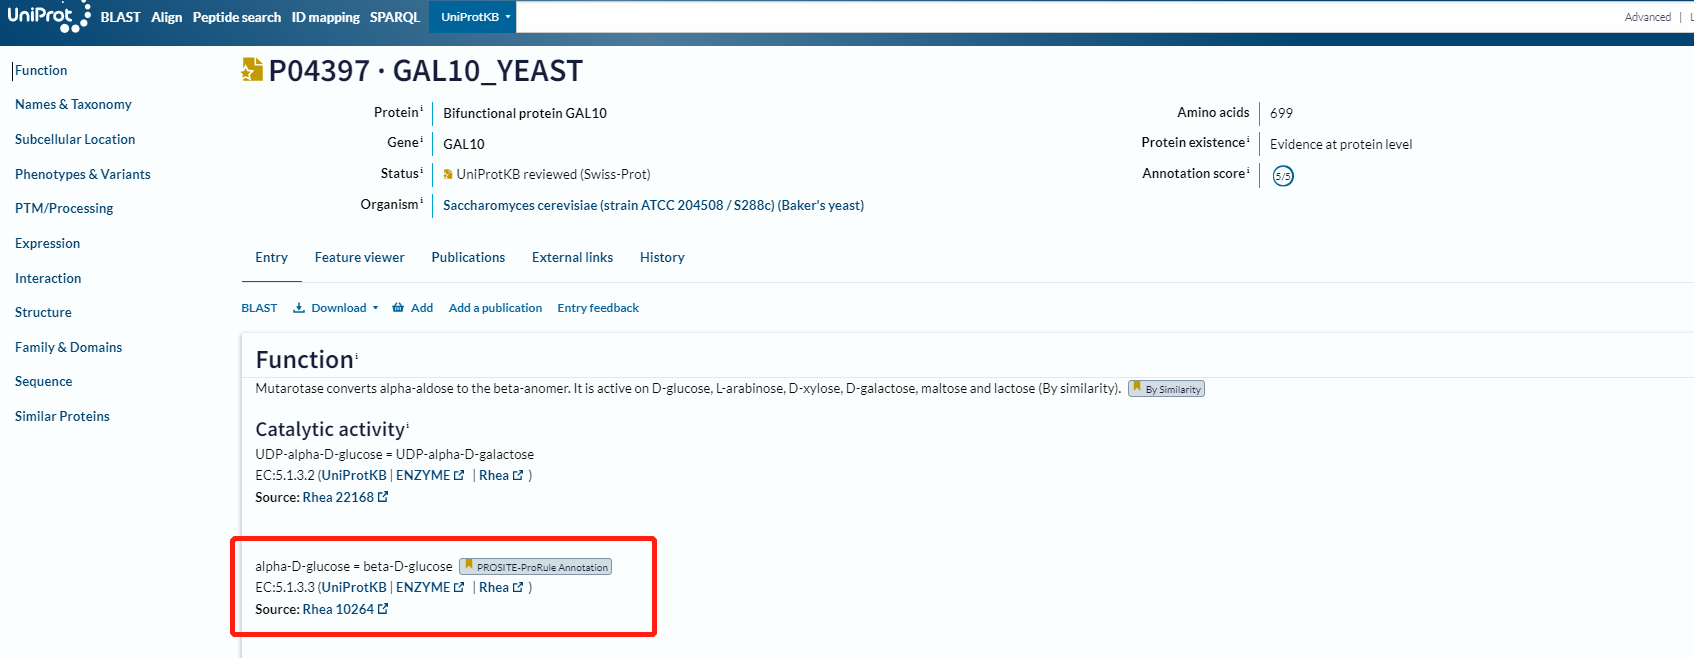 UniProt BLAST Align Peptide search ID mapping SPARQL UniProtKB Advanced |
Function
Names & Taxonomy
Subcellular Location
Phenotypes & Variants
PTM/Processing
Expression
Interaction
Structure
Family & Domains
Sequence
Similar Proteins
P04397 · GAL10_YEAST
Protein i Bifunctional protein GAL10
Gene i GAL10
Status i UniProtKB reviewed (Swiss-Prot)
Organism i Saccharomyces cerevisiae (strain ATCC 204508 / S288c) (Baker's yeast)
Amino acids 699
Protein existence i Evidence at protein level
Annotation score i 5/5
Entry Feature viewer Publications External links History
BLAST Download Add Add a publication Entry feedback
Function i
Mutarotase converts alpha-aldose to the beta-anomer. It is active on D-glucose, L-arabinose, D-xylose, D-galactose, maltose and lactose (By similarity). By Similarity
Catalytic activity i
UDP-alpha-D-glucose = UDP-alpha-D-galactose
EC:5.1.3.2 (UniProtKB | ENZYME | Rhea )
Source: Rhea 22168
alpha-D-glucose = beta-D-glucose PROSITE-ProRule Annotation
EC:5.1.3.3 (UniProtKB | ENZYME | Rhea )
Source: Rhea 10264